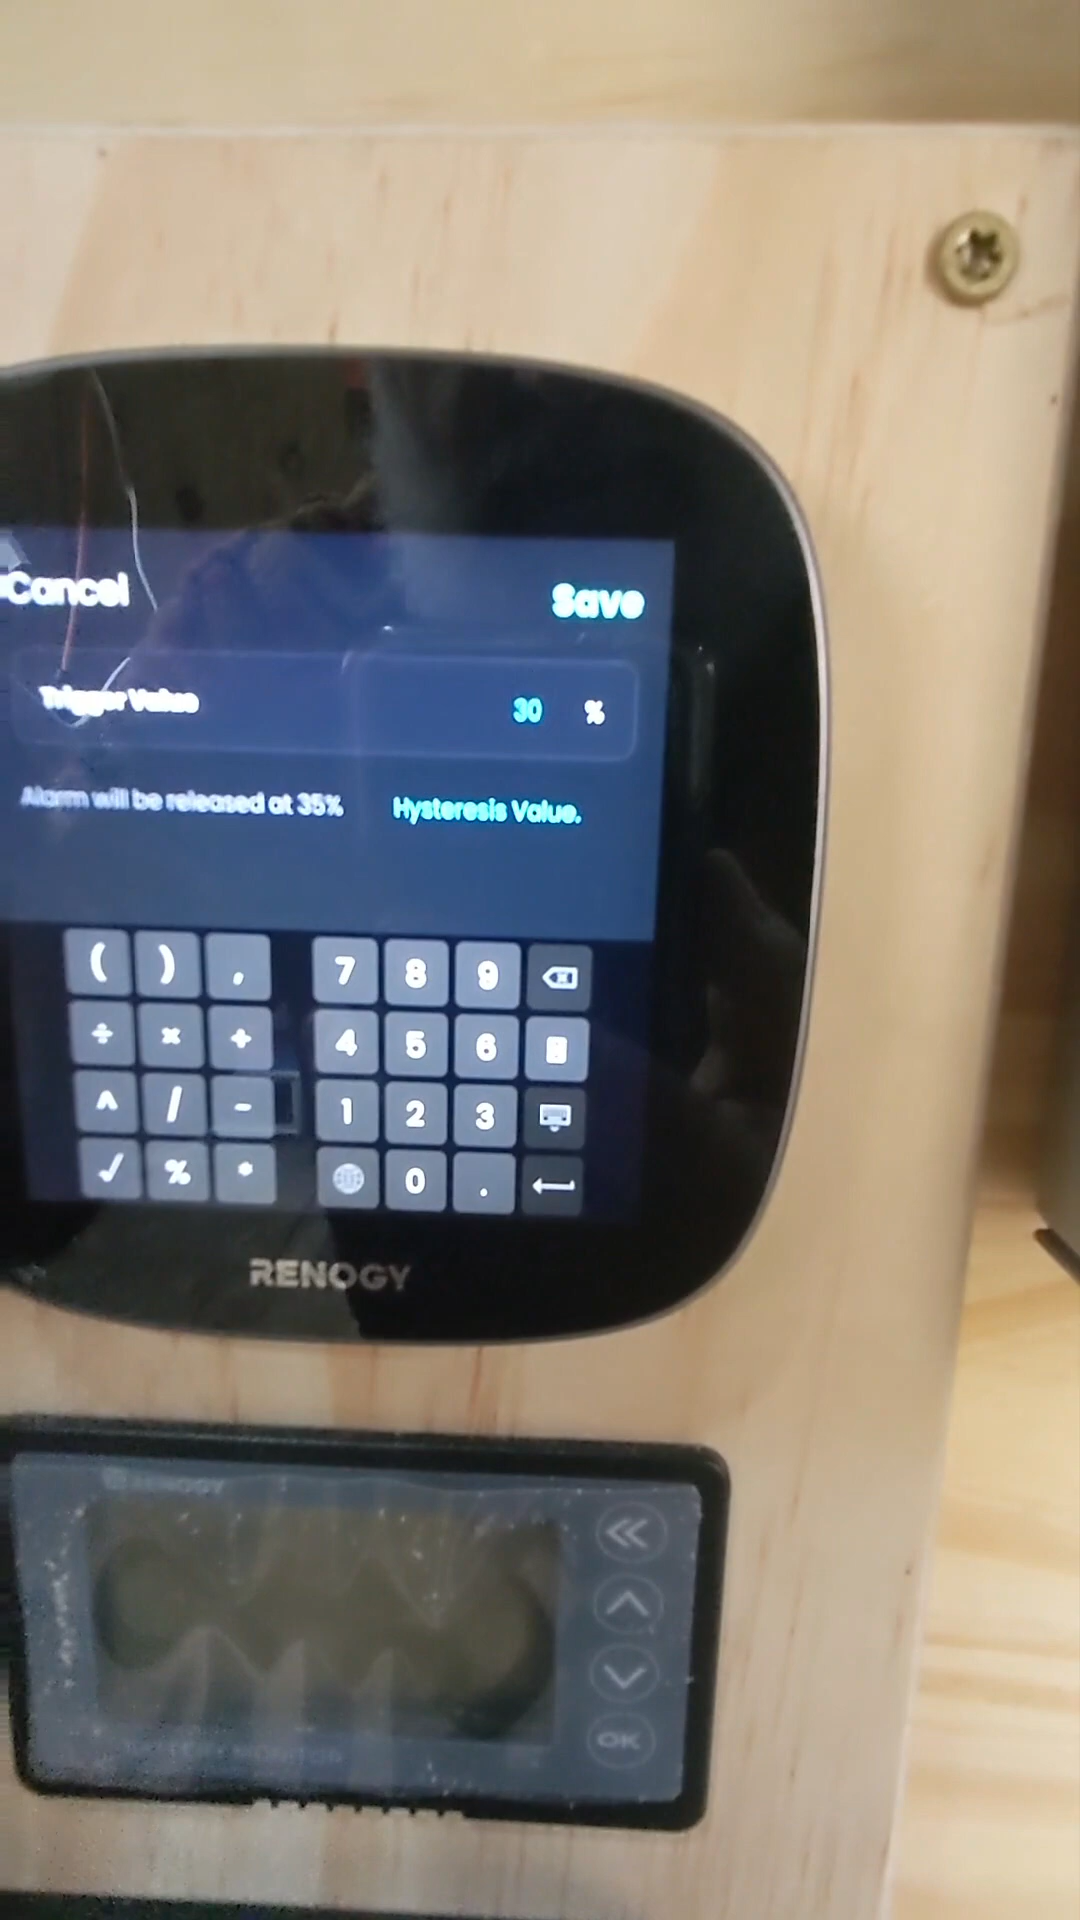 Cancel Save
Trigger Value 30 %
Alarm will be released at 35% Hysteresis Value.
( ) , 7 8 9
÷ × + 4 5 6
^ / - 1 2 3
√ % * 0 .
RENOGY
RENOGY
OK